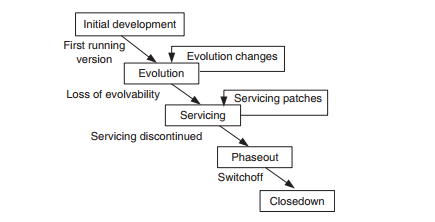 Initial development
First running
version
Evolution changes
Evolution
Loss of evolvability
Servicing patches
Servicing
Servicing discontinued
Phaseout
Switchoff
Closedown